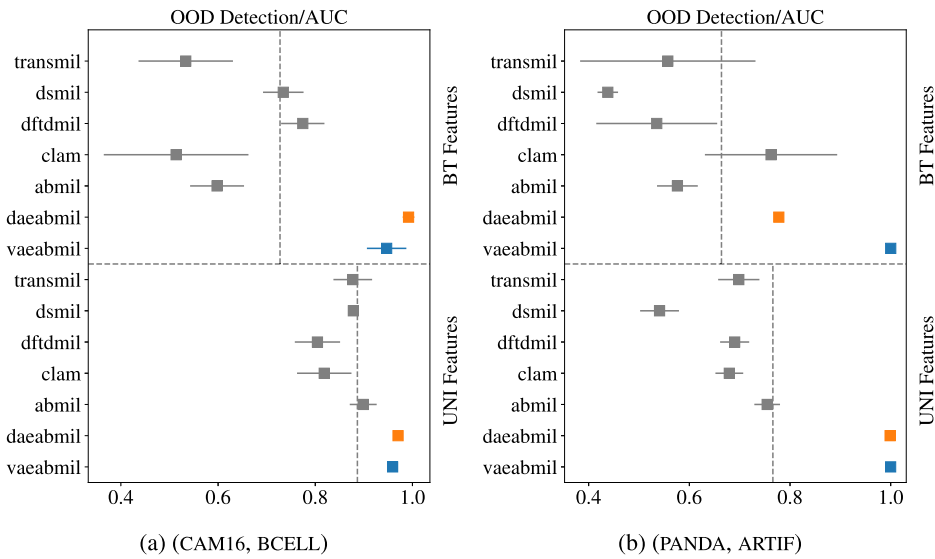 OOD Detection/AUC
transmil
dsmil
dftdmil
clam
abmil
daeabmil
vaeabmil
transmil
dsmil
dftdmil
clam
abmil
daeabmil
vaeabmil
BT Features
UNI Features
0.4 0.6 0.8 1.0
(a) (CAM16, BCELL)
OOD Detection/AUC
transmil
dsmil
dftdmil
clam
abmil
daeabmil
vaeabmil
transmil
dsmil
dftdmil
clam
abmil
daeabmil
vaeabmil
BT Features
UNI Features
0.4 0.6 0.8 1.0
(b) (PANDA, ARTIF)